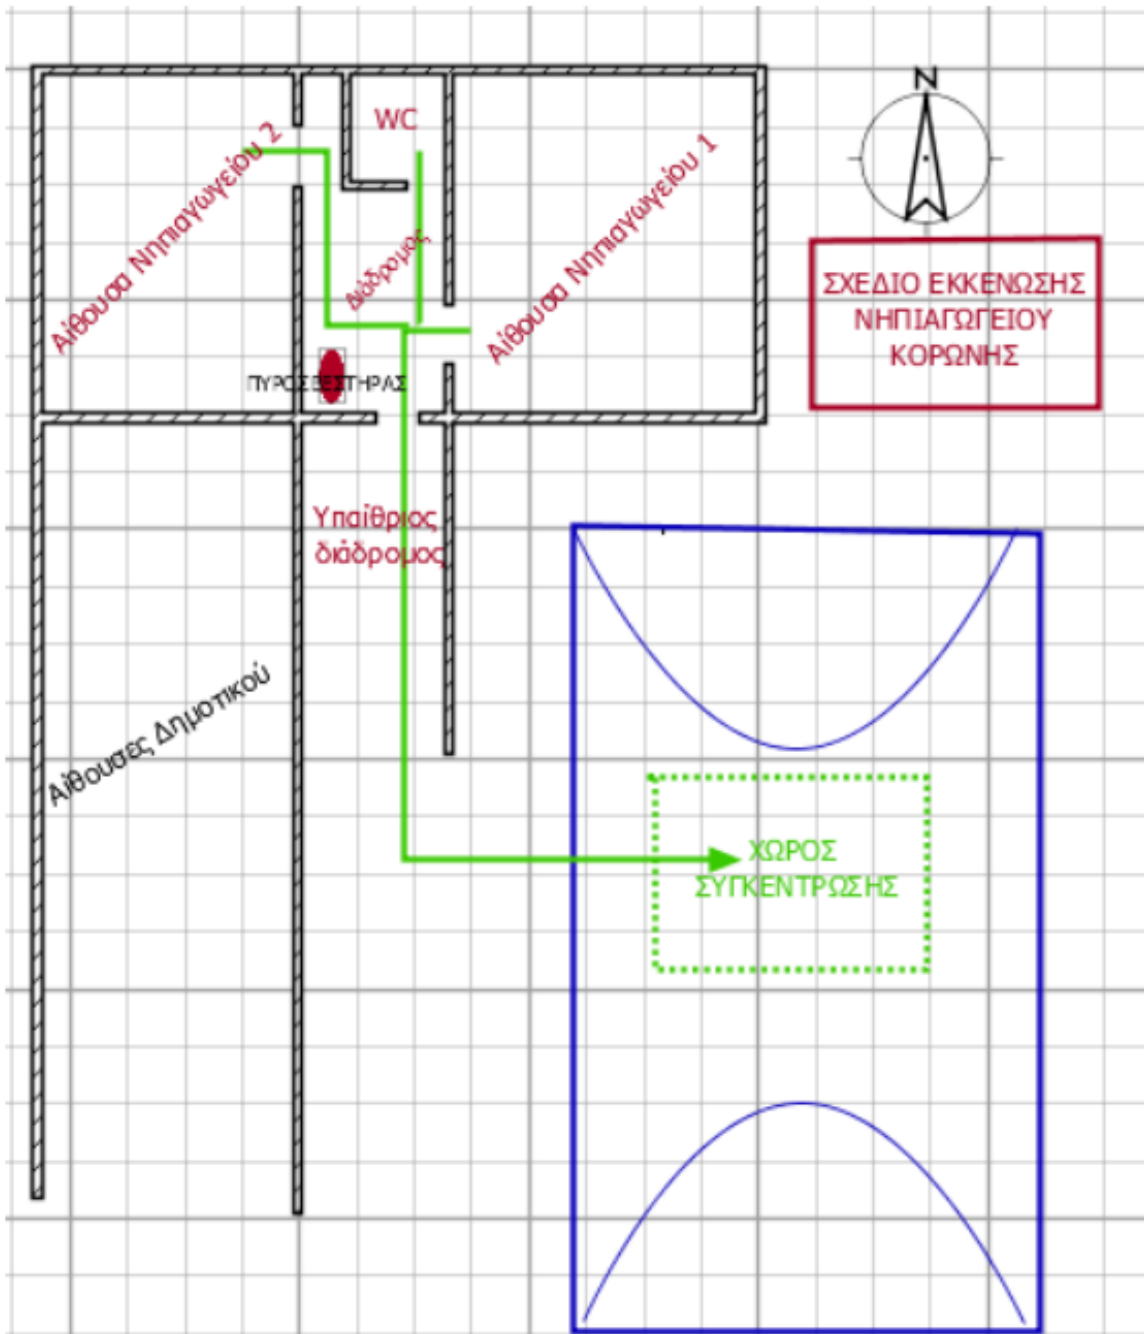 N
WC
Αίθουσα Νηπιαγωγείου 2
Διάδρομος
Αίθουσα Νηπιαγωγείου 1
ΣΧΕΔΙΟ ΕΚΚΕΝΩΣΗΣ
ΝΗΠΙΑΓΩΓΕΙΟΥ
ΚΟΡΩΝΗΣ
ΠΥΡΟΣΒΕΣΤΗΡΑΣ
Υπαίθριος
διάδρομος
Αίθουσες Δημοτικού
ΧΩΡΟΣ
ΣΥΓΚΕΝΤΡΩΣΗΣ